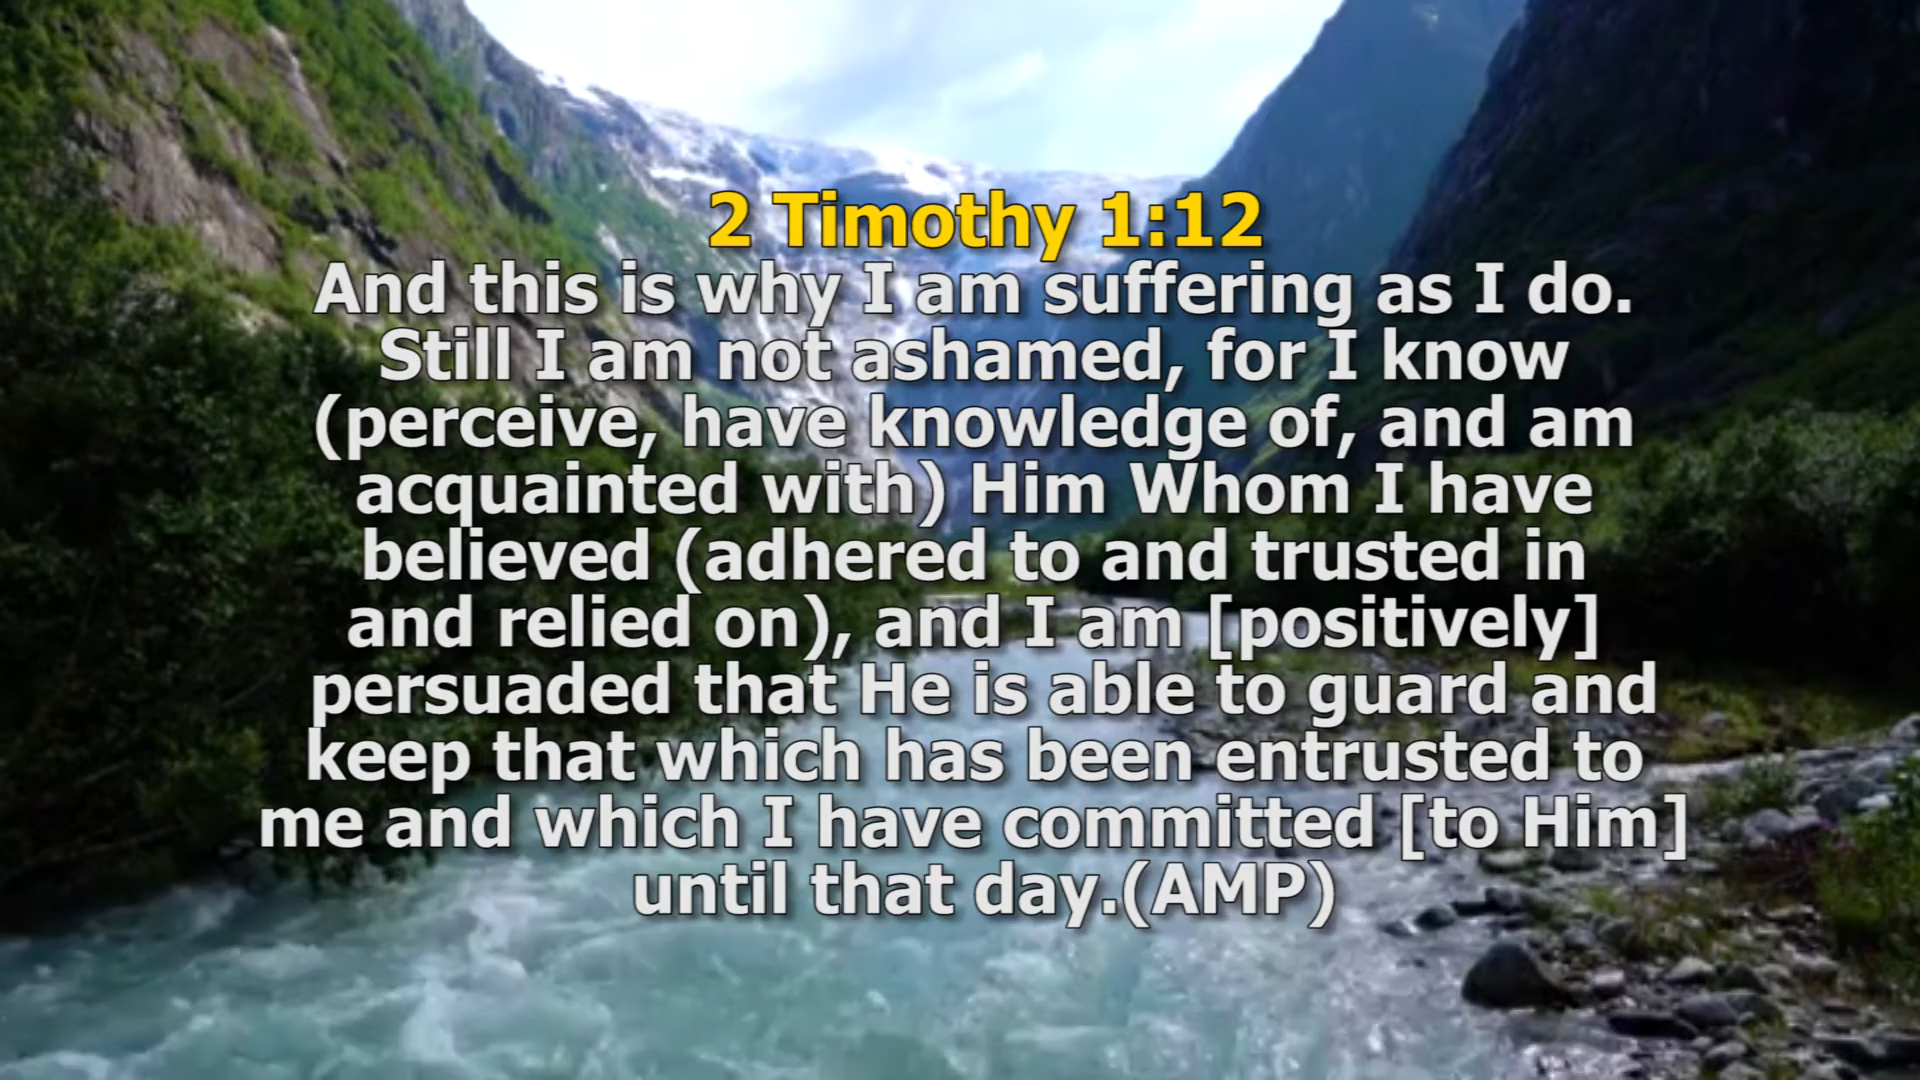 2 Timothy 1:12
And this is why I am suffering as I do.
Still I am not ashamed, for I know
(perceive, have knowledge of, and am
acquainted with) Him Whom I have
believed (adhered to and trusted in
and relied on), and I am [positively]
persuaded that He is able to guard and
keep that which has been entrusted to
me and which I have committed [to Him]
until that day.(AMP)